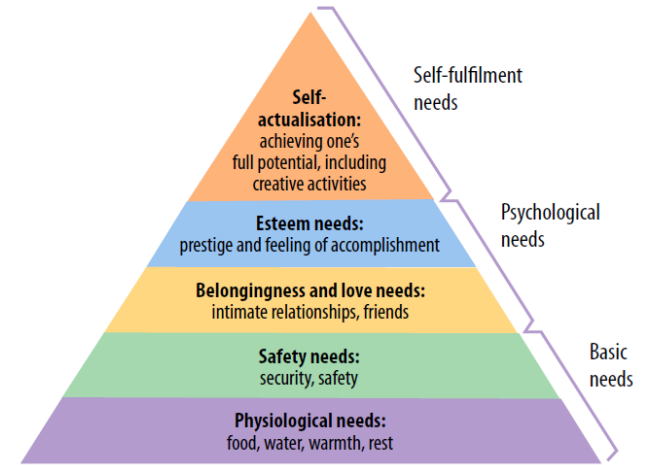 Self-
actualisation:
achieving one's
full potential, including
creative activities
Self-fulfilment
needs
Esteem needs:
prestige and feeling of accomplishment
Psychological
needs
Belongingness and love needs:
intimate relationships, friends
Safety needs:
security, safety
Basic
needs
Physiological needs:
food, water, warmth, rest